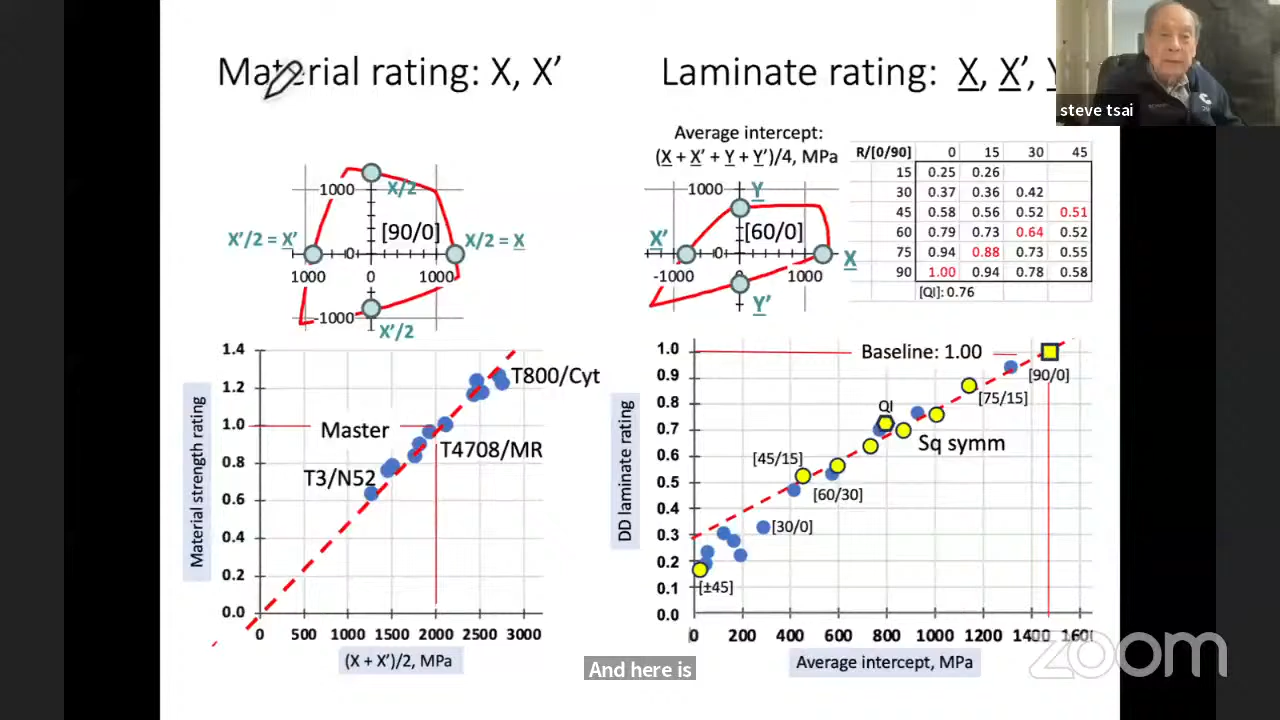 Material rating: X, X’
Laminate rating: X, X’, Y
steve tsai
Average intercept:
(X + X’ + Y + Y’)/4, MPa
1000
X/2
[90/0]
X’/2 = X’
X/2 = X
0
1000
0
1000
-1000
X’/2
1000
Y
[60/0]
X’
0
X
-1000
0
1000
Y’
R/[0/90] 0 15 30 45
15 0.25 0.26
30 0.37 0.36 0.42
45 0.58 0.56 0.52 0.51
60 0.79 0.73 0.64 0.52
75 0.94 0.88 0.73 0.55
90 1.00 0.94 0.78 0.58
[QI]: 0.76
Material strength rating
1.4
1.2
1.0
0.8
0.6
0.4
0.2
0.0
T800/Cyt
Master
T4708/MR
T3/N52
0 500 1000 1500 2000 2500 3000
(X + X’)/2, MPa
DD laminate rating
1.0
0.9
0.8
0.7
0.6
0.5
0.4
0.3
0.2
0.1
0.0
Baseline: 1.00
[90/0]
[75/15]
QI
Sq symm
[45/15]
[60/30]
[30/0]
[±45]
0 200 400 600 800 1000 1200 1400 1600
Average intercept, MPa
And here is
zoom